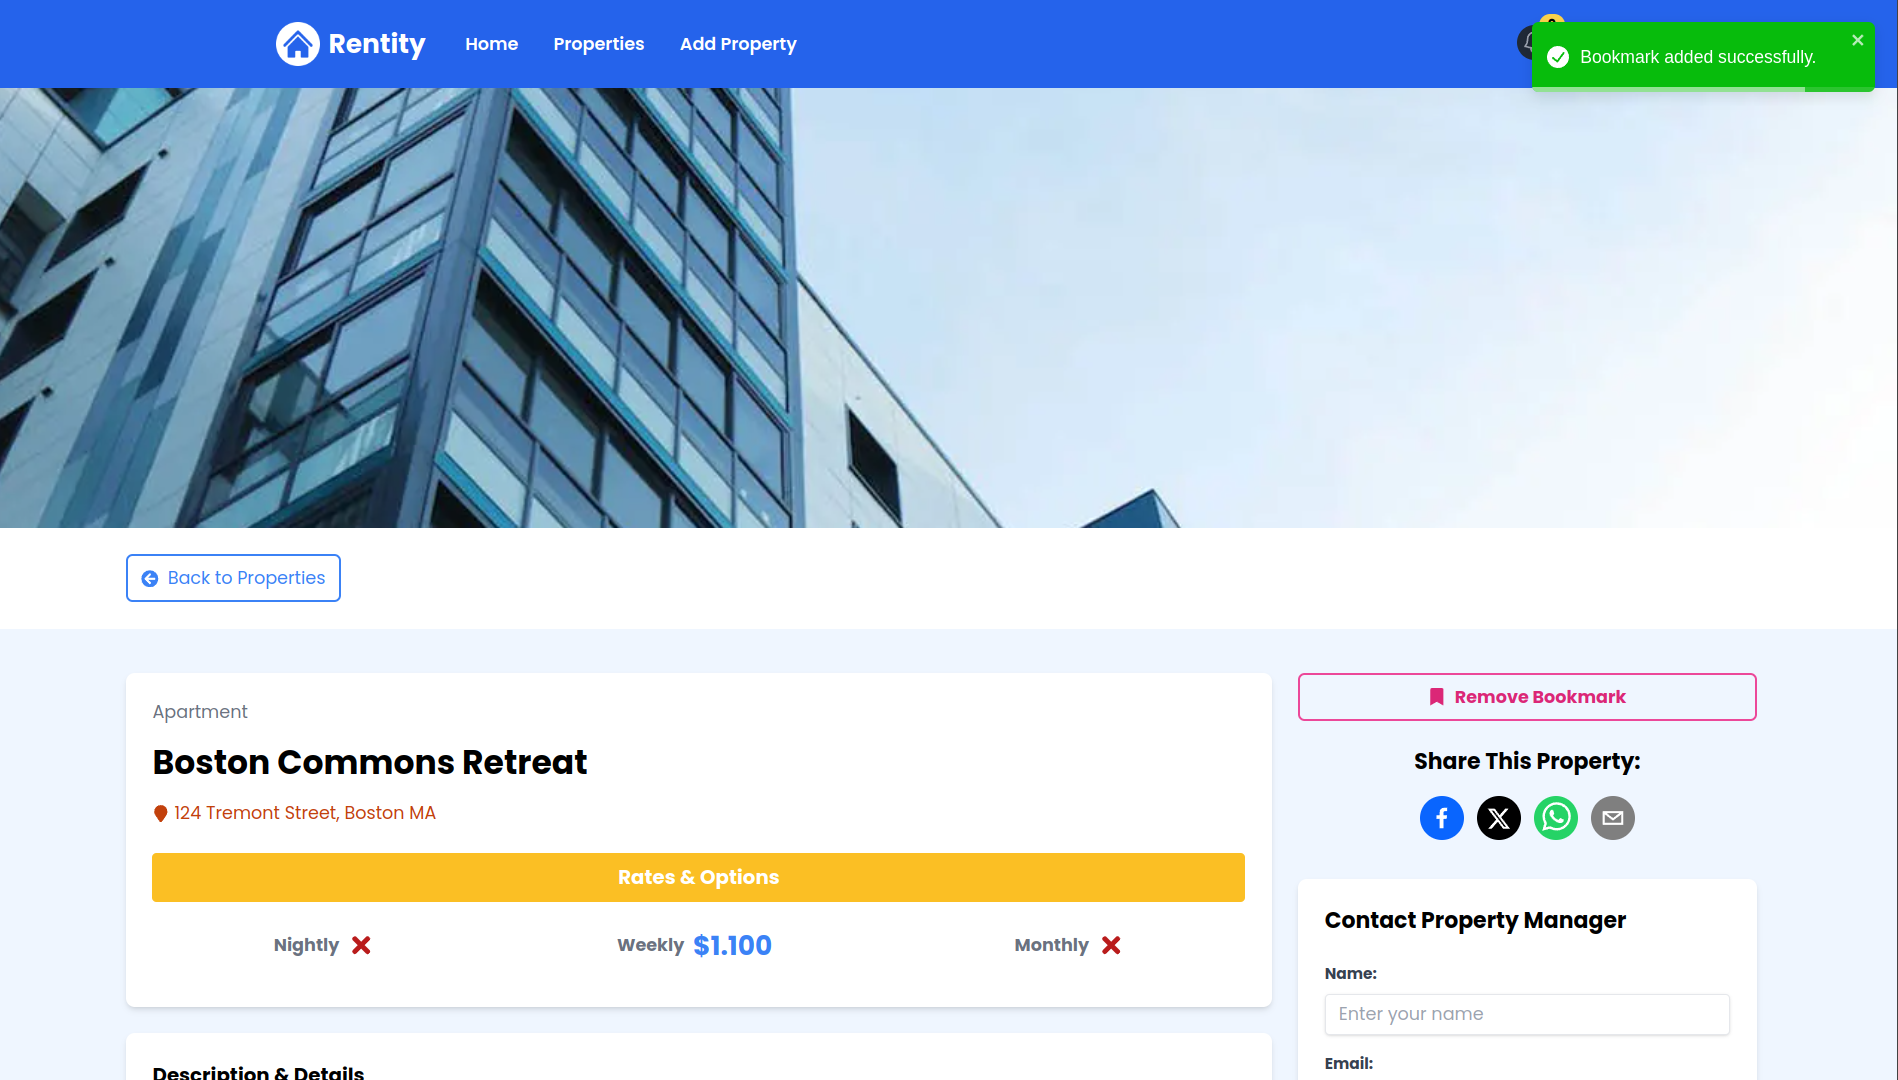 Rentity
Home
Properties
Add Property
Bookmark added successfully.
Back to Properties
Apartment
Boston Commons Retreat
124 Tremont Street, Boston MA
Rates & Options
Nightly
Weekly $1.100
Monthly
Description & Details
Remove Bookmark
Share This Property:
Contact Property Manager
Name:
Enter your name
Email: